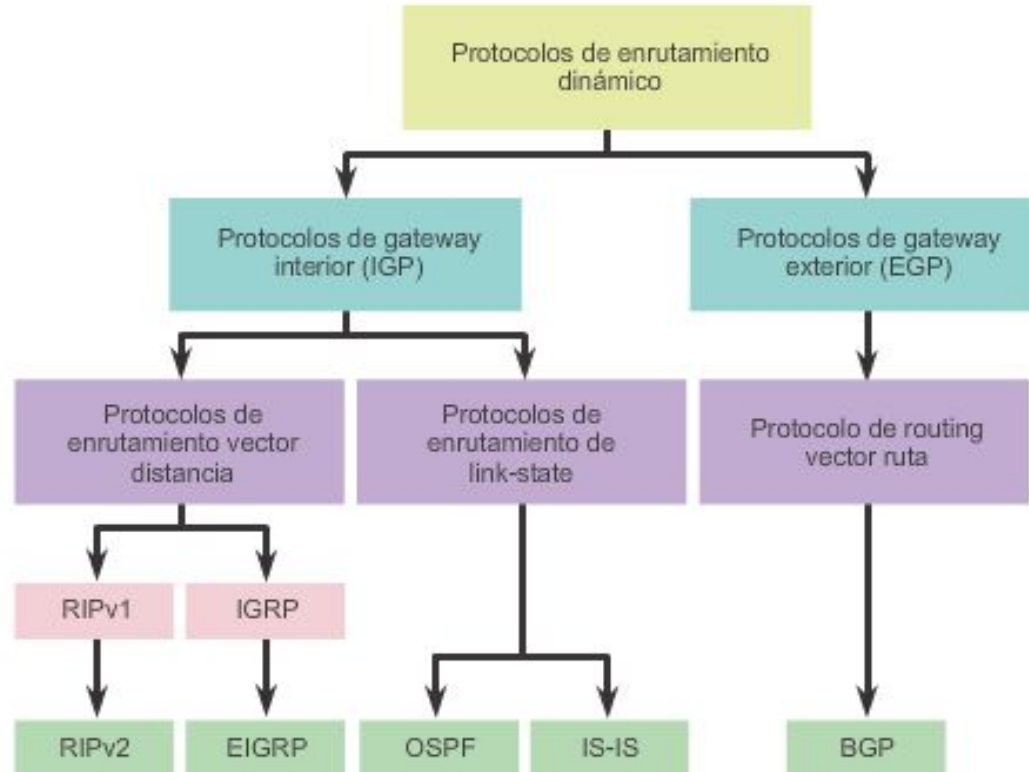 Protocolos de enrutamiento
dinámico
Protocolos de gateway
interior (IGP)
Protocolos de gateway
exterior (EGP)
Protocolos de
enrutamiento vector
distancia
Protocolos de
enrutamiento de
link-state
Protocolo de routing
vector ruta
RIPv1
IGRP
RIPv2
EIGRP
OSPF
IS-IS
BGP